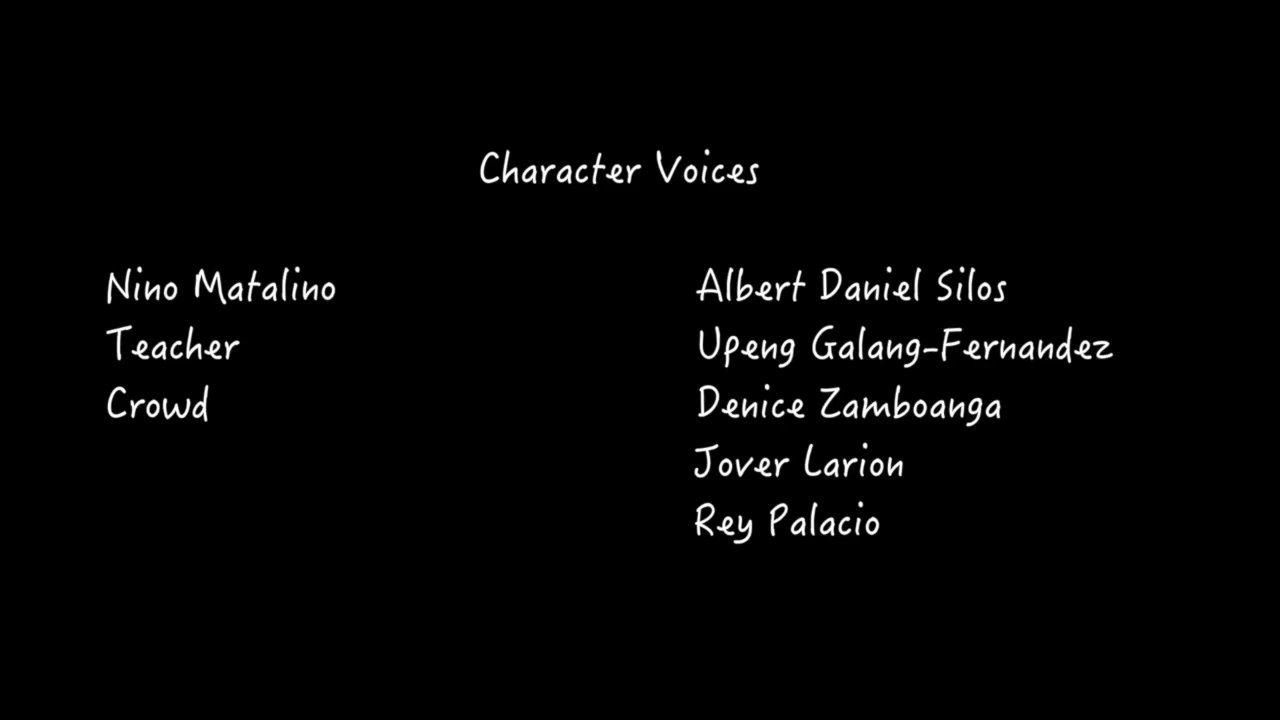 Character Voices
Nino Matalino Albert Daniel Silos
Teacher Upeng Galang-Fernandez
Crowd Denice Zamboanga
Jover Larion
Rey Palacio